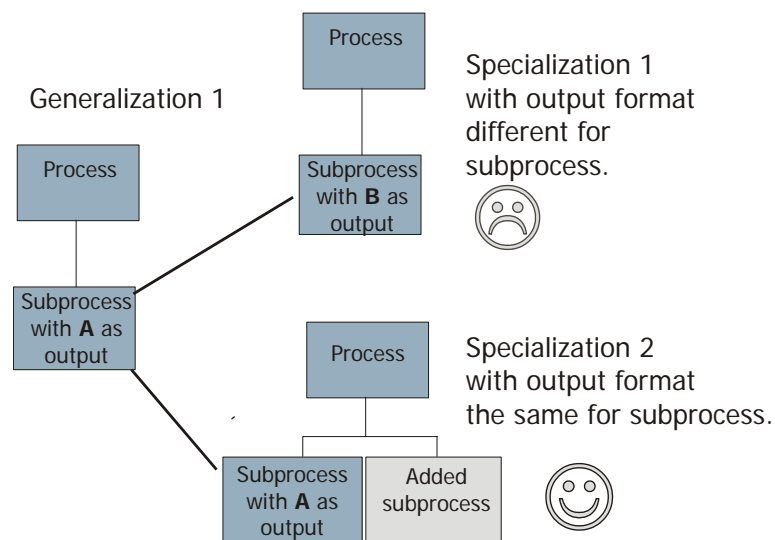 Generalization 1
Process
Subprocess
with A as
output
Process
Subprocess
with B as
output
Specialization 1
with output format
different for
subprocess.
Process
Subprocess
with A as
output
Added
subprocess
Specialization 2
with output format
the same for subprocess.